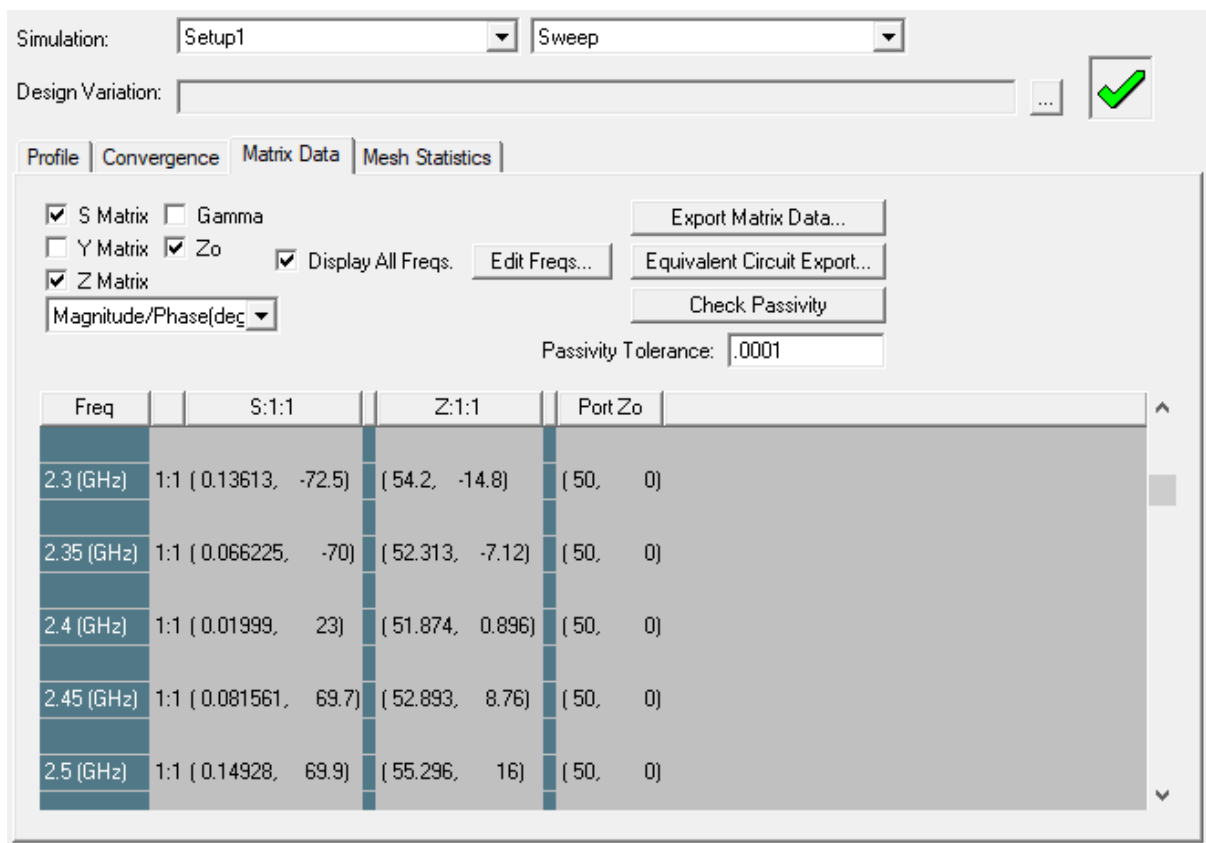 Simulation: Setup1 Sweep
Design Variation: ...
Profile Convergence Matrix Data Mesh Statistics
S Matrix Gamma Export Matrix Data...
Y Matrix Zo Display All Freqs. Edit Freqs... Equivalent Circuit Export...
Z Matrix
Magnitude/Phase(deg Check Passivity
Passivity Tolerance: .0001
Freq S:1:1 Z:1:1 Port Zo
2.3 (GHz) 1:1 ( 0.13613, -72.5) ( 54.2, -14.8) ( 50, 0)
2.35 (GHz) 1:1 ( 0.066225, -70) ( 52.313, -7.12) ( 50, 0)
2.4 (GHz) 1:1 ( 0.01999, 23) ( 51.874, 0.896) ( 50, 0)
2.45 (GHz) 1:1 ( 0.081561, 69.7) ( 52.893, 8.76) ( 50, 0)
2.5 (GHz) 1:1 ( 0.14928, 69.9) ( 55.296, 16) ( 50, 0)